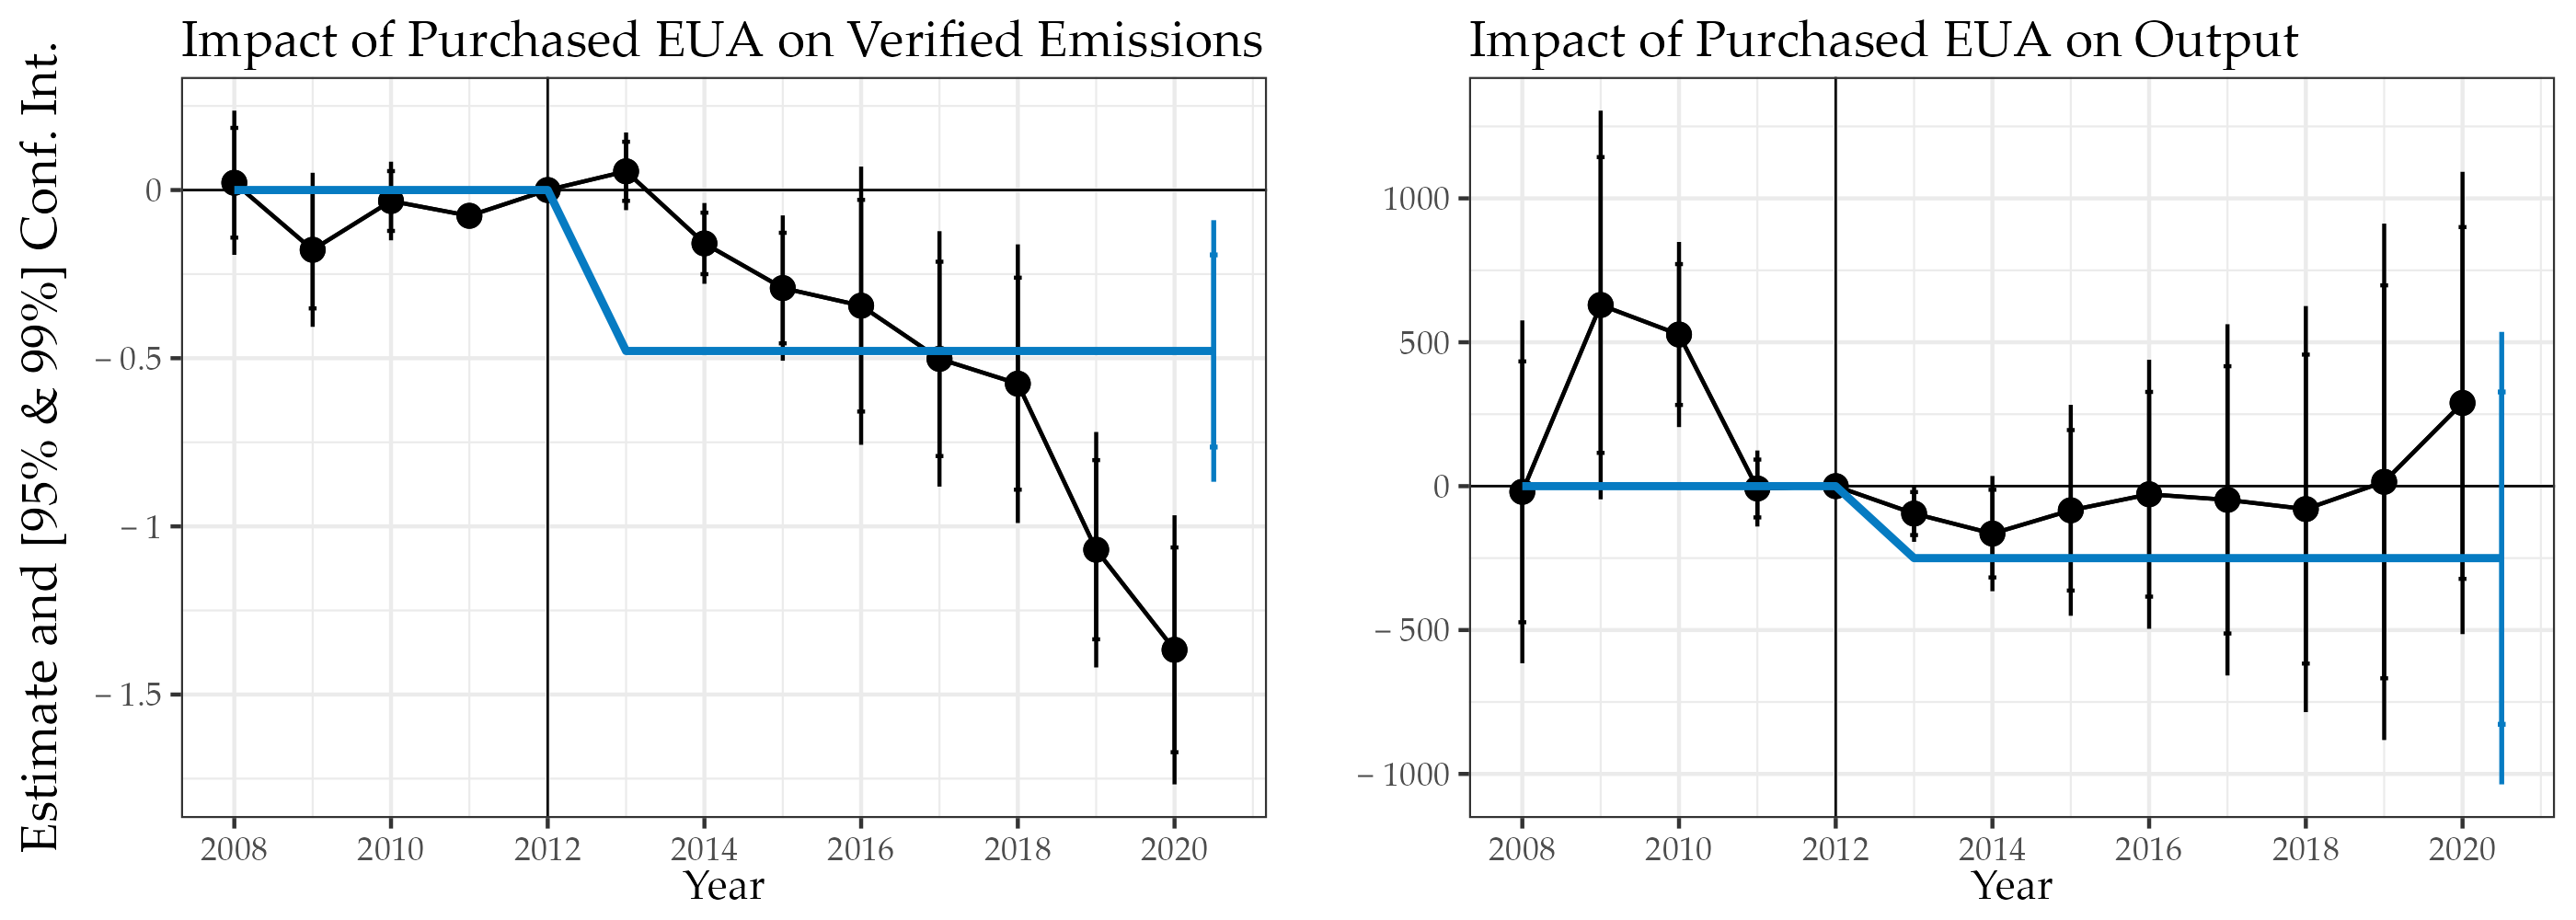 Impact of Purchased EUA on Verified Emissions
Estimate and [95% & 99%] Conf. Int.
0
– 0.5
– 1
– 1.5
2008 2010 2012 2014 2016 2018 2020
Year
Impact of Purchased EUA on Output
1000
500
0
– 500
– 1000
2008 2010 2012 2014 2016 2018 2020
Year